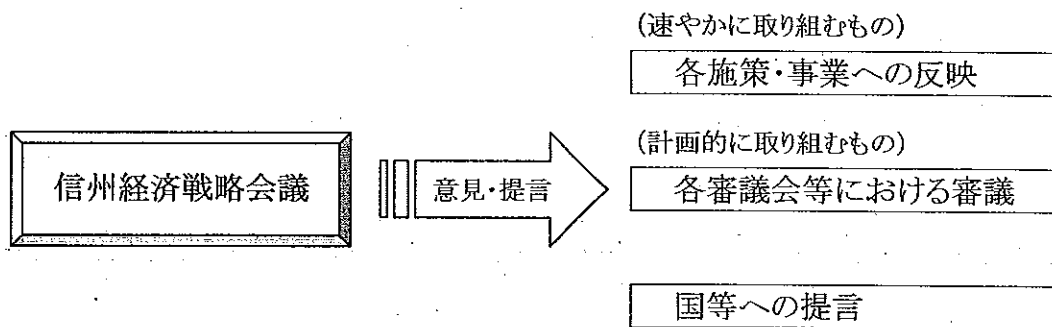 信州経済戦略会議
意見・提言
(速やかに取り組むもの)
各施策・事業への反映
(計画的に取り組むもの)
各審議会等における審議
国等への提言